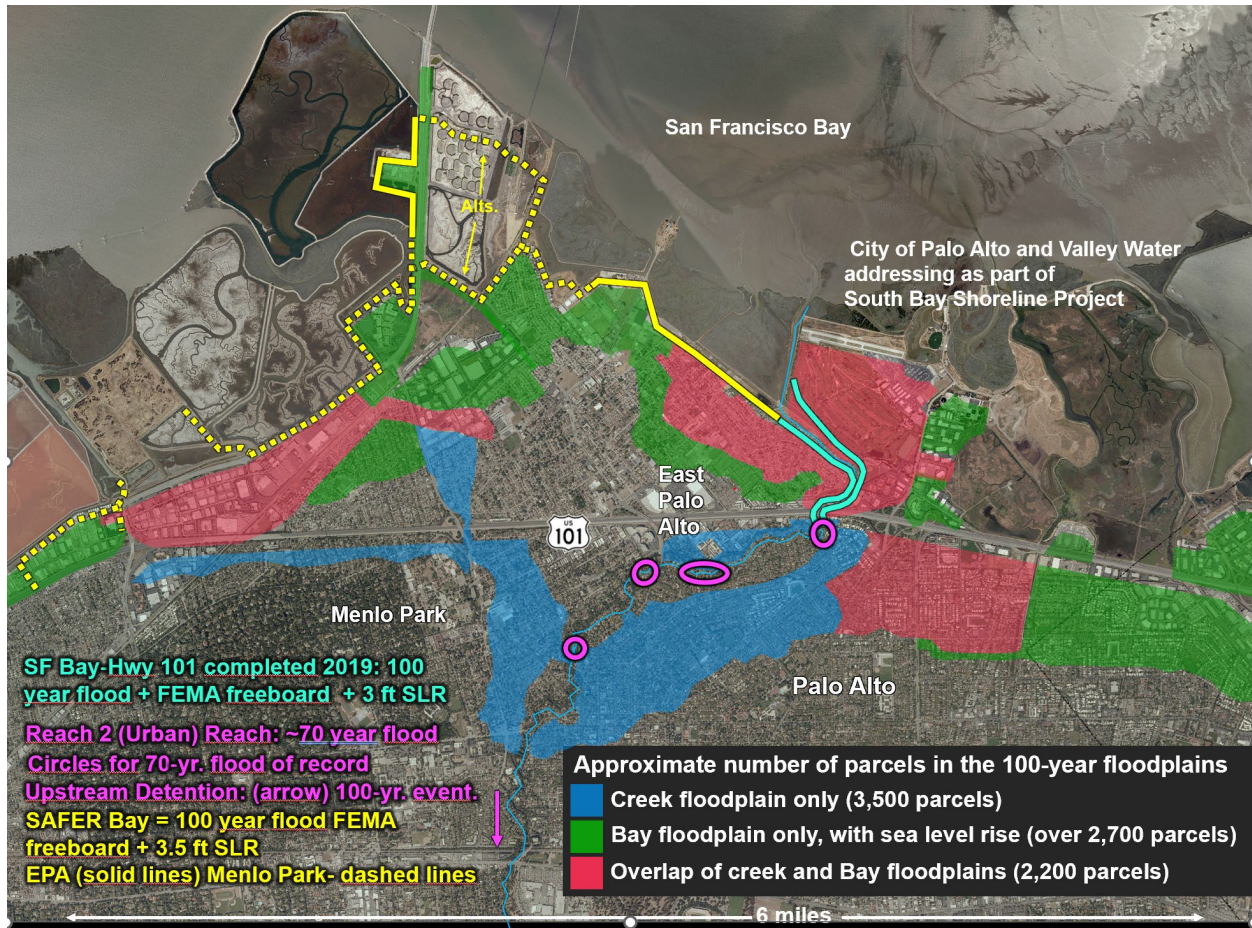 San Francisco Bay
Alts.
City of Palo Alto and Valley Water
addressing as part of
South Bay Shoreline Project
East
Palo
Alto
US
101
Menlo Park
Palo Alto
SF Bay-Hwy 101 completed 2019: 100
year flood + FEMA freeboard + 3 ft SLR
Reach 2 (Urban) Reach: ~70 year flood
Circles for 70-yr. flood of record
Upstream Detention: (arrow) 100-yr. event.
SAFER Bay = 100 year flood FEMA
freeboard + 3.5 ft SLR
EPA (solid lines) Menlo Park- dashed lines
Approximate number of parcels in the 100-year floodplains
Creek floodplain only (3,500 parcels)
Bay floodplain only, with sea level rise (over 2,700 parcels)
Overlap of creek and Bay floodplains (2,200 parcels)
6 miles